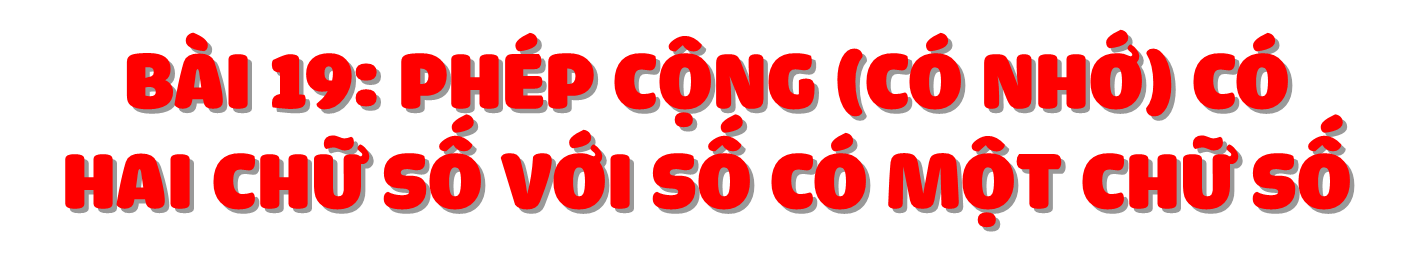 BÀI 19: PHÉP CỘNG (CÓ NHỚ) CÓ
HAI CHỮ SỐ VỚI SỐ CÓ MỘT CHỮ SỐ